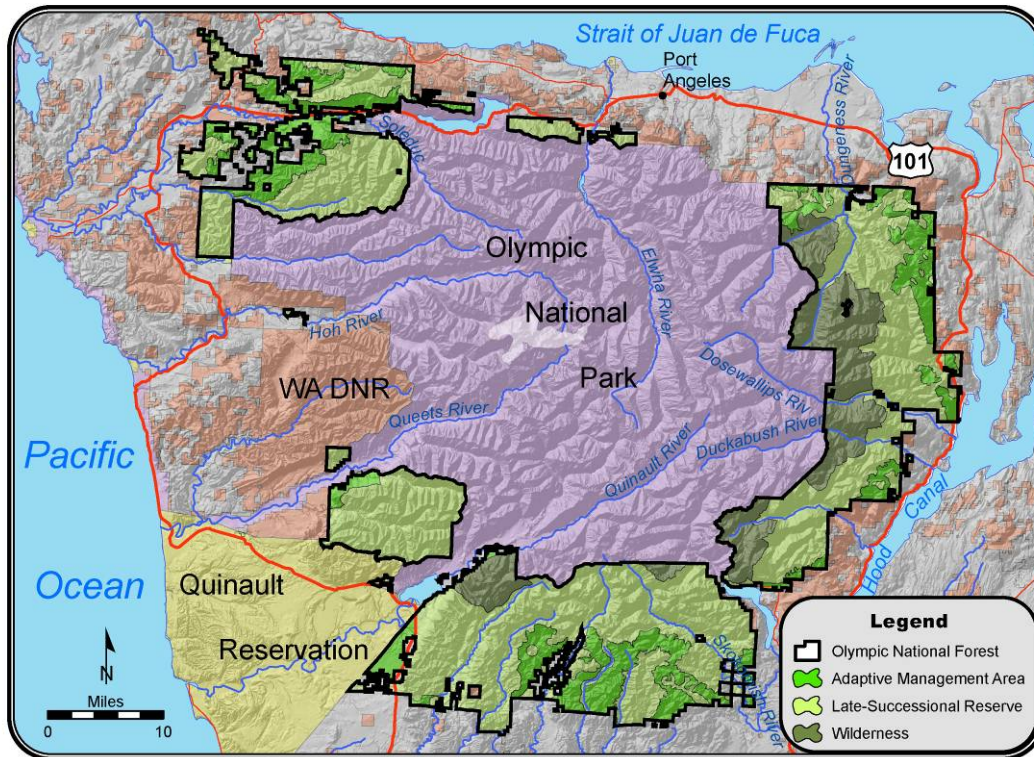 Strait of Juan de Fuca
Port
Angeles
Soleduc
Dungeness River
101
Olympic
Elwha River
National
Hoh River
Park
WA DNR
Dosewallips Riv
Queets River
Duckabush River
Quinault River
Pacific
Ocean
Hood Canal
Quinault
Reservation
Skokomish River
N
Miles
0 10
Legend
Olympic National Forest
Adaptive Management Area
Late-Successional Reserve
Wilderness